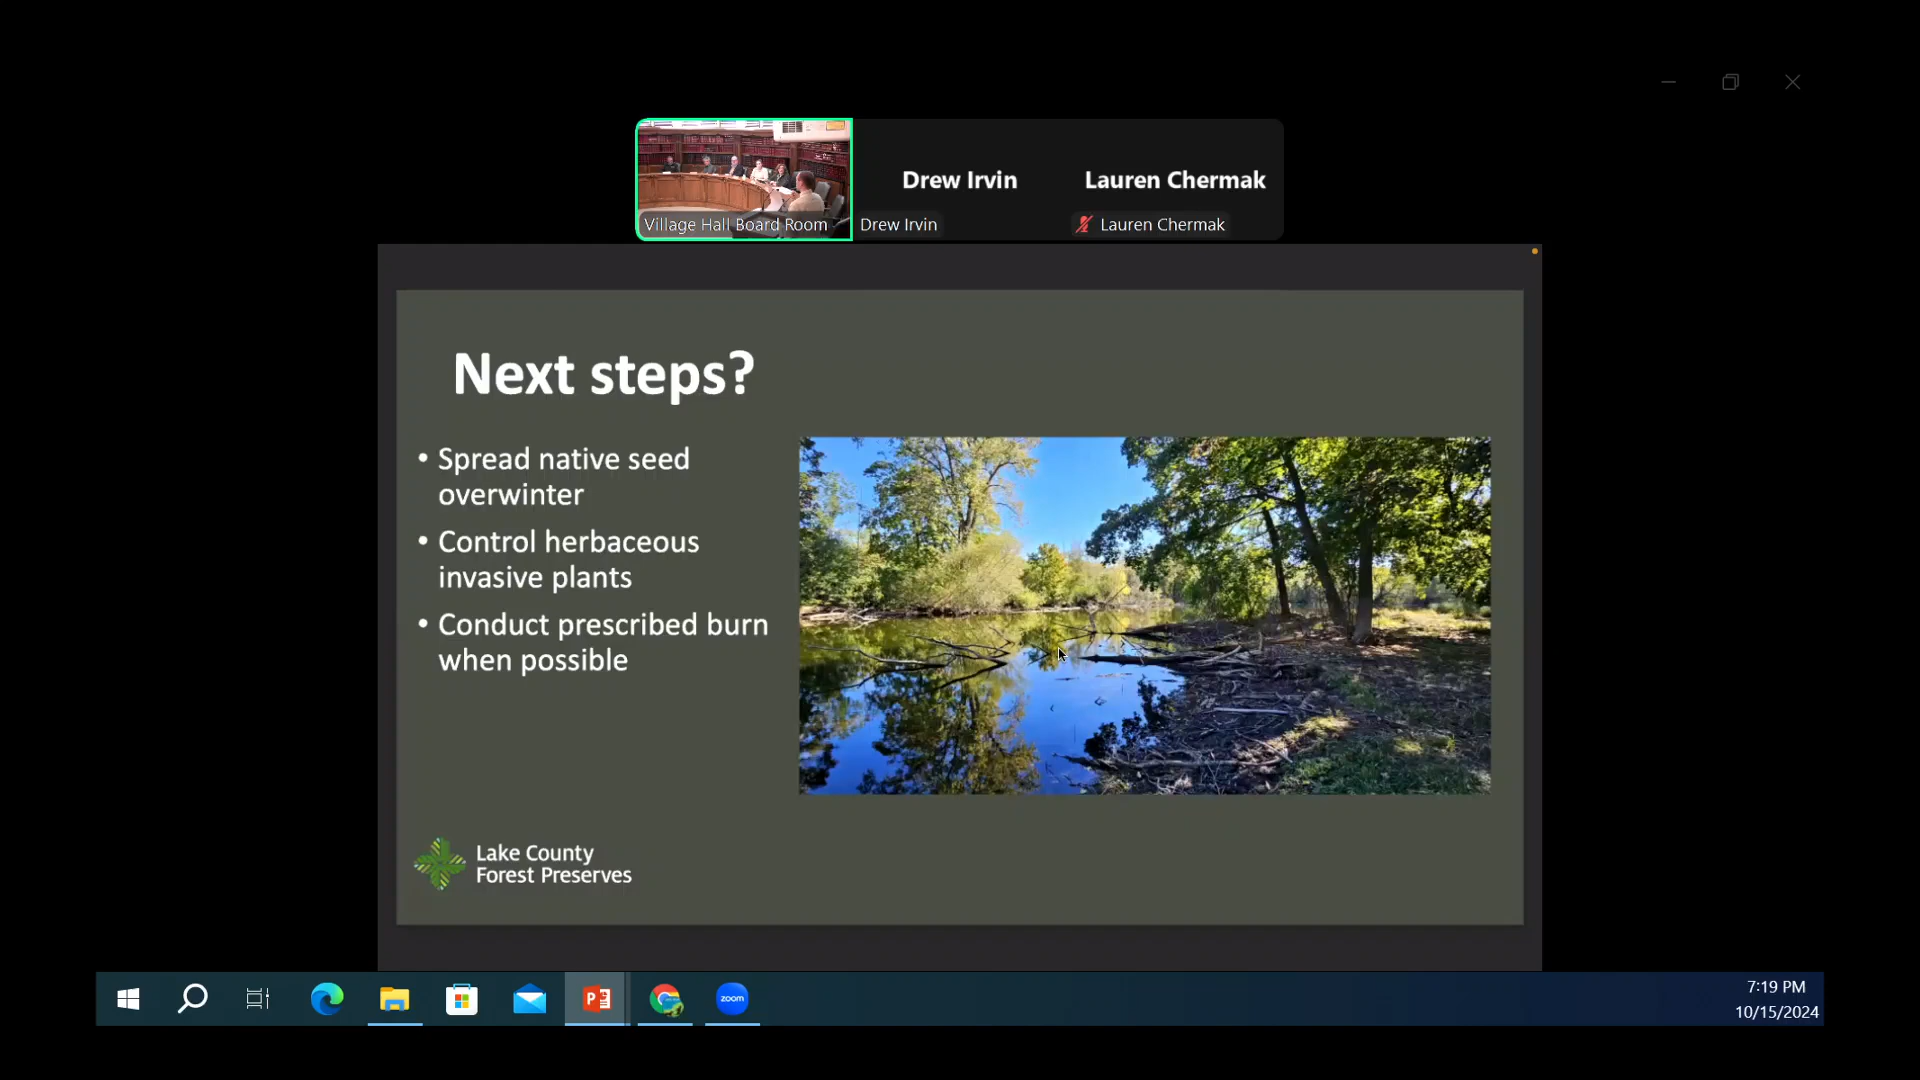 Drew Irvin
Lauren Chermak
Village Hall Board Room
Drew Irvin
Lauren Chermak
Next steps?
• Spread native seed
overwinter
• Control herbaceous
invasive plants
• Conduct prescribed burn
when possible
Lake County
Forest Preserves
zoom
7:19 PM
10/15/2024